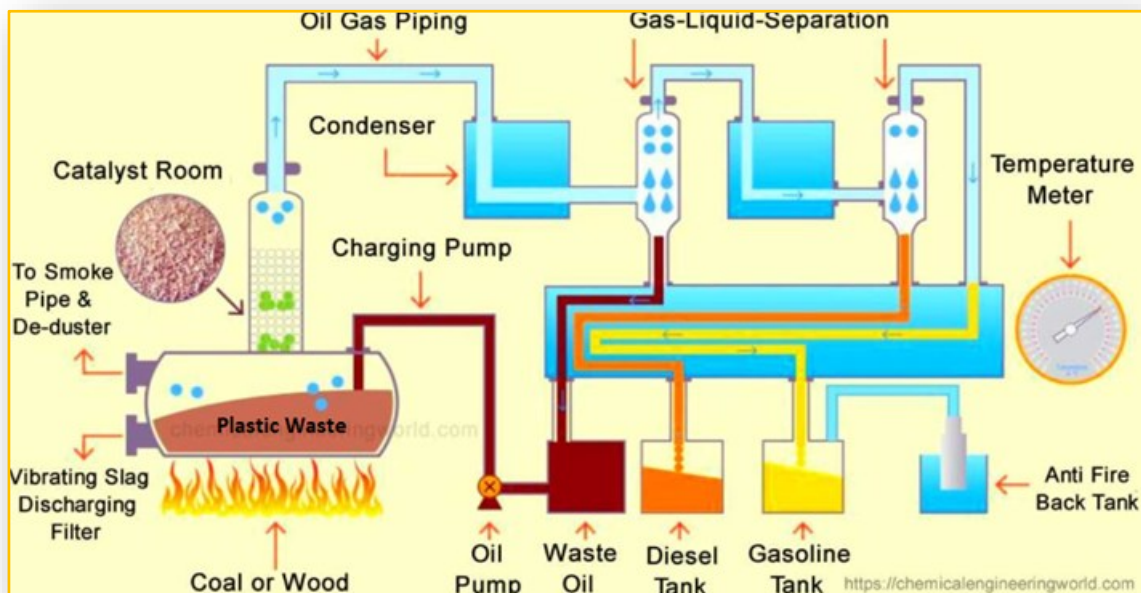 Oil Gas Piping
Gas-Liquid-Separation
Condenser
Catalyst Room
Temperature
Meter
Charging Pump
To Smoke
Pipe &
De-duster
Plastic Waste
chemicalengineeringworld.com
Vibrating Slag
Discharging
Filter
Anti Fire
Back Tank
Coal or Wood
Oil
Pump
Waste
Oil
Diesel
Tank
Gasoline
Tank
https://chemicalengineeringworld.com